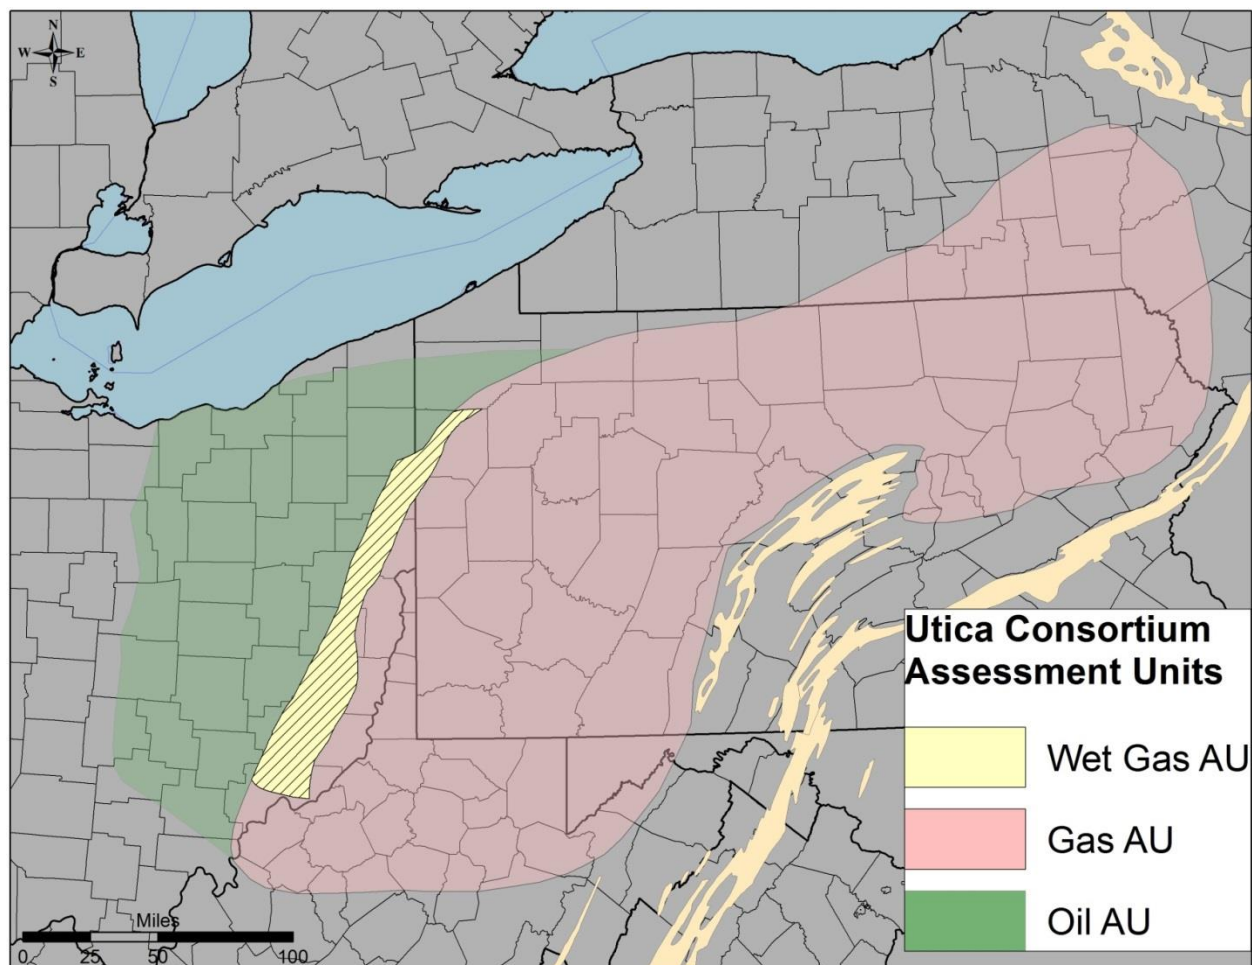 N
W E
S
Utica Consortium
Assessment Units
Wet Gas AU
Gas AU
Oil AU
Miles
0 25 50 100